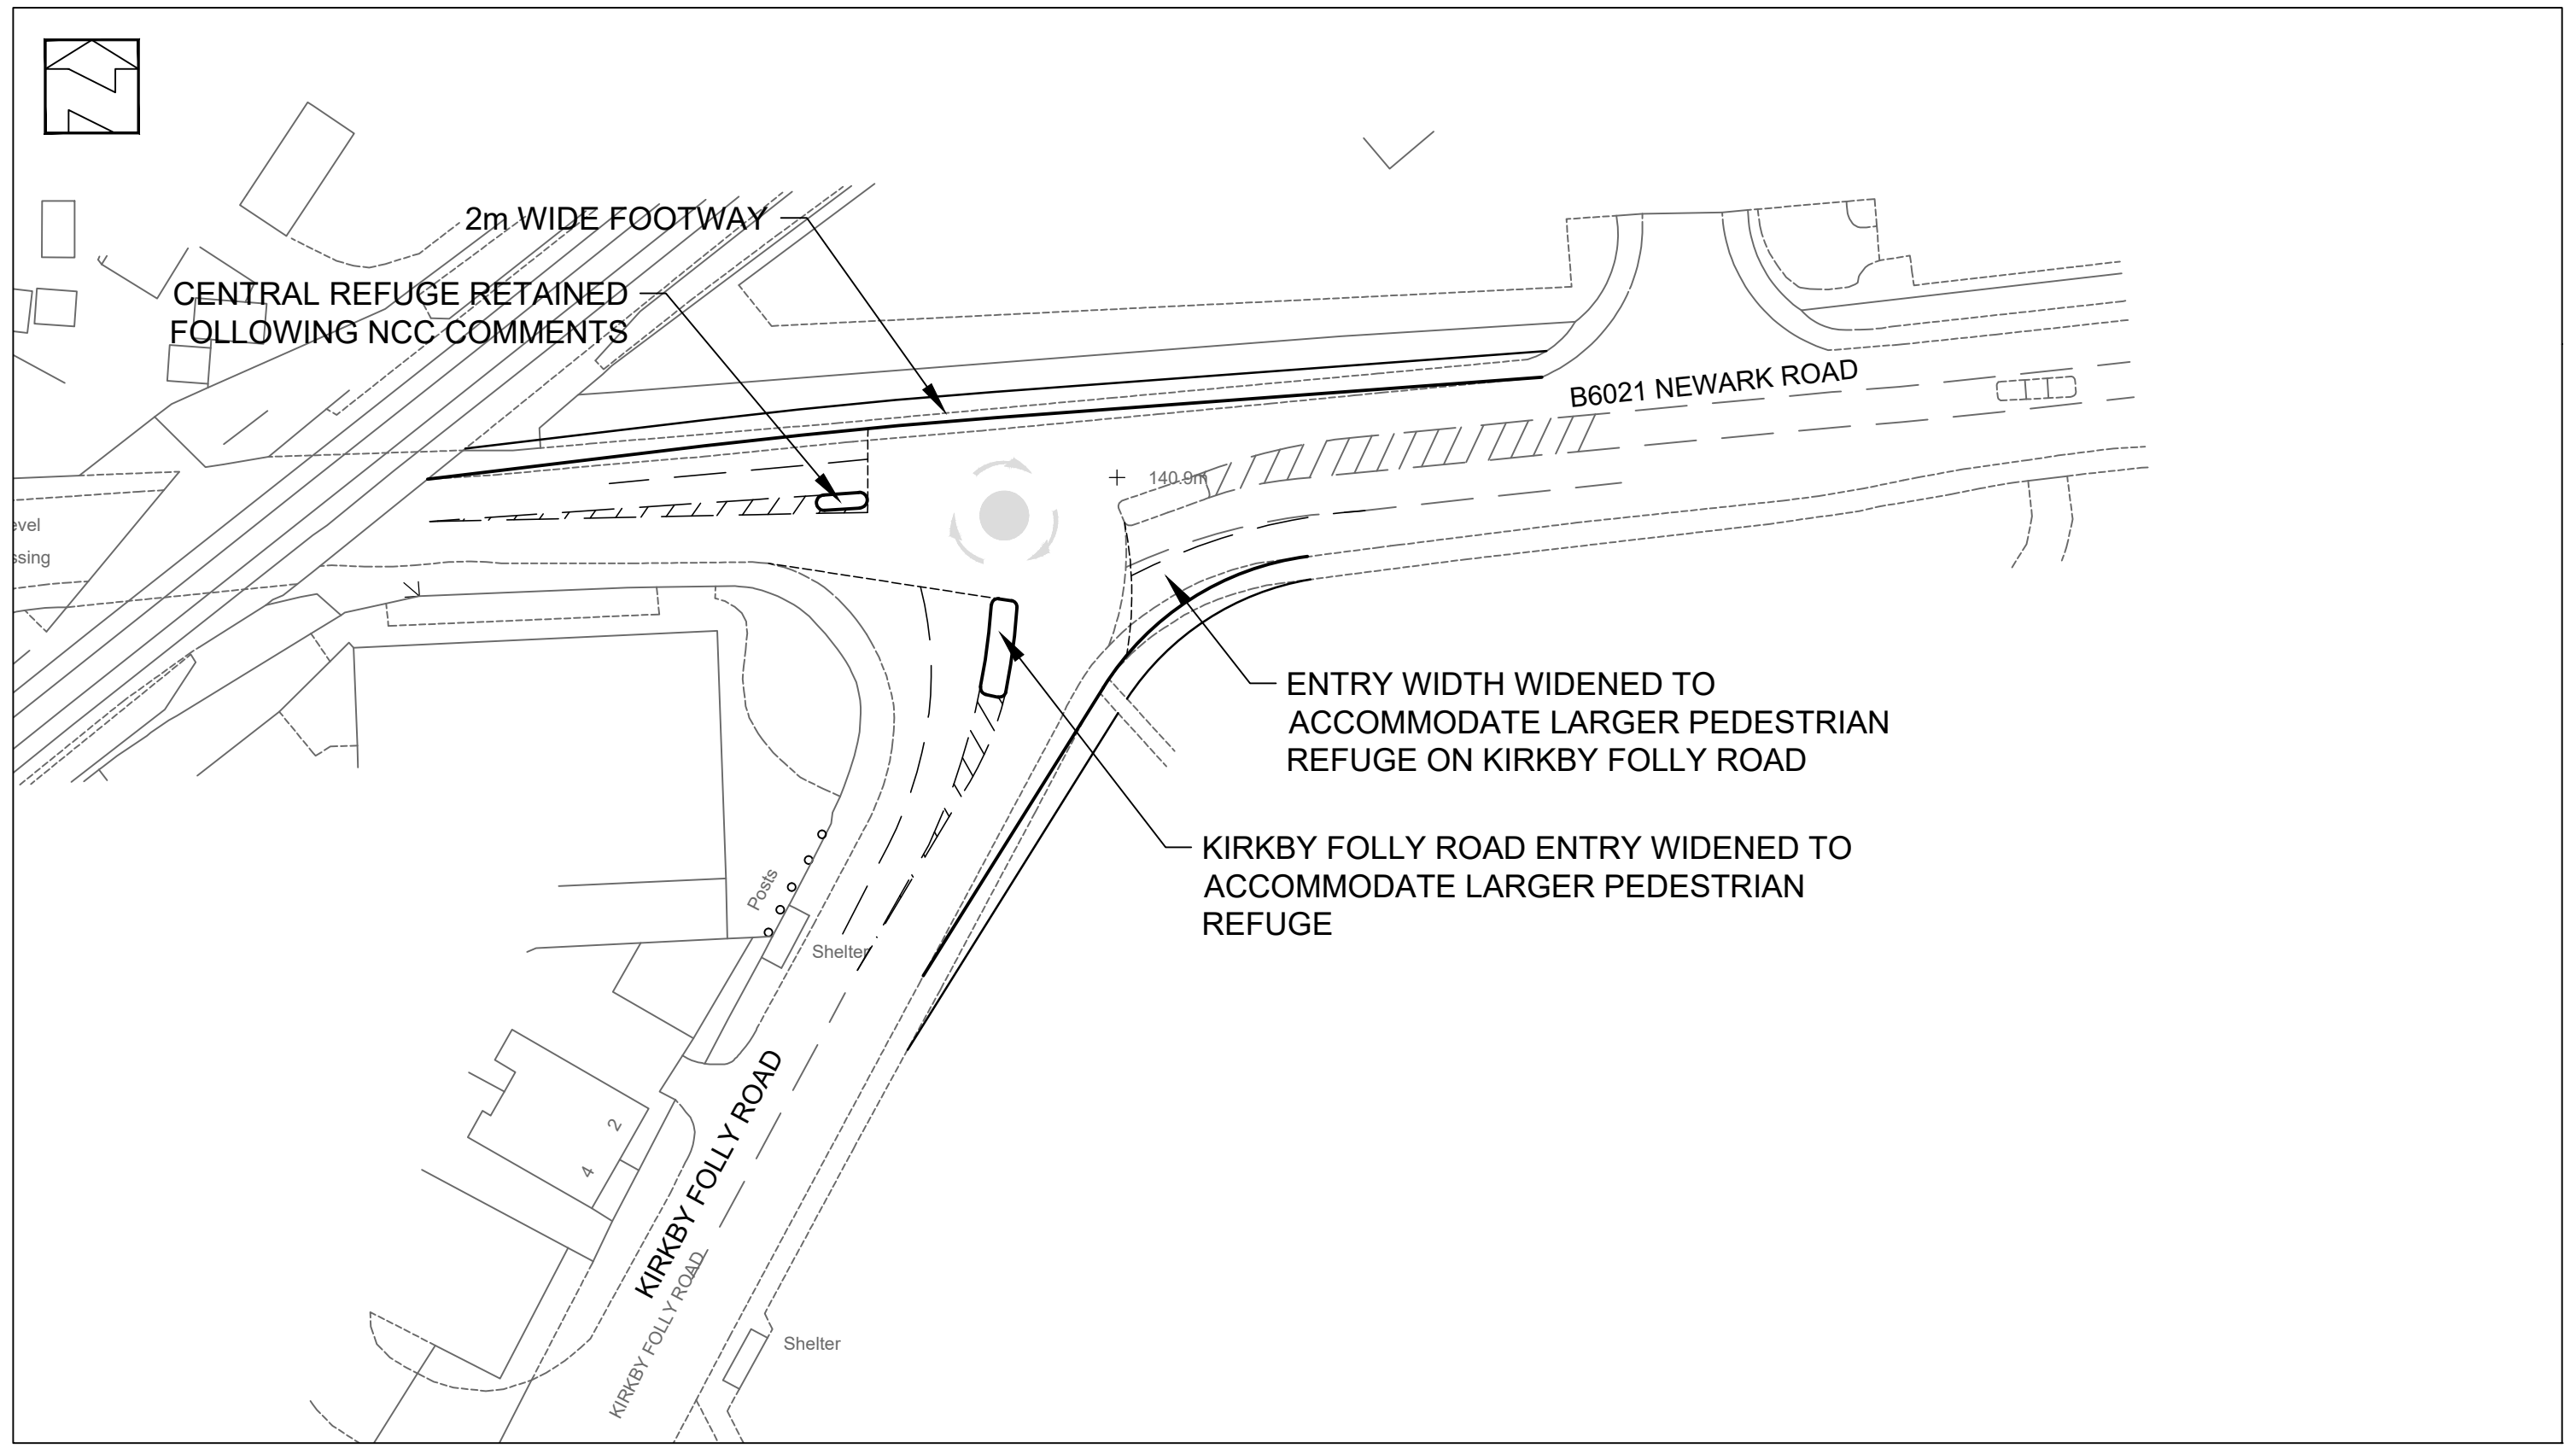 2m WIDE FOOTWAY
CENTRAL REFUGE RETAINED
FOLLOWING NCC COMMENTS
B6021 NEWARK ROAD
140.9m
evel
ssing
ENTRY WIDTH WIDENED TO
ACCOMMODATE LARGER PEDESTRIAN
REFUGE ON KIRKBY FOLLY ROAD
KIRKBY FOLLY ROAD ENTRY WIDENED TO
ACCOMMODATE LARGER PEDESTRIAN
REFUGE
Posts
Shelter
2
4
KIRKBY FOLLY ROAD
KIRKBY FOLLY ROAD
Shelter